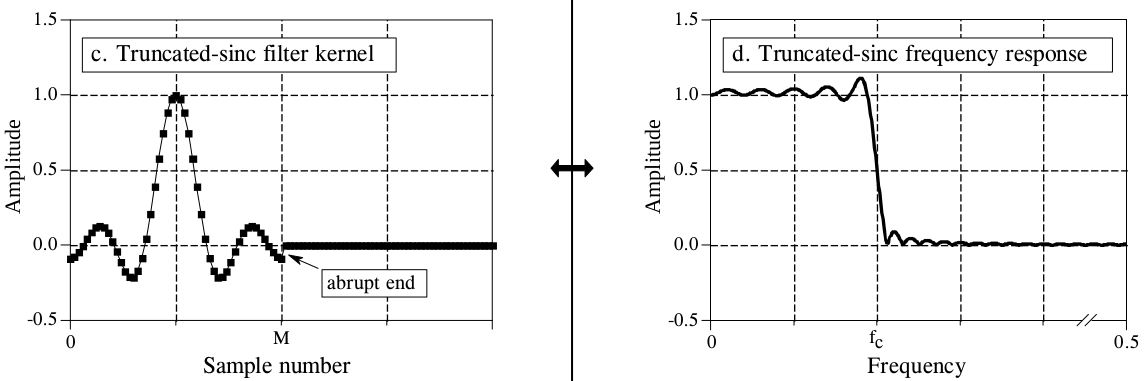 c. Truncated-sinc filter kernel
1.5
1.0
0.5
0.0
-0.5
Amplitude
abrupt end
0
M
Sample number
d. Truncated-sinc frequency response
1.5
1.0
0.5
0.0
-0.5
Amplitude
0
fc
0.5
Frequency